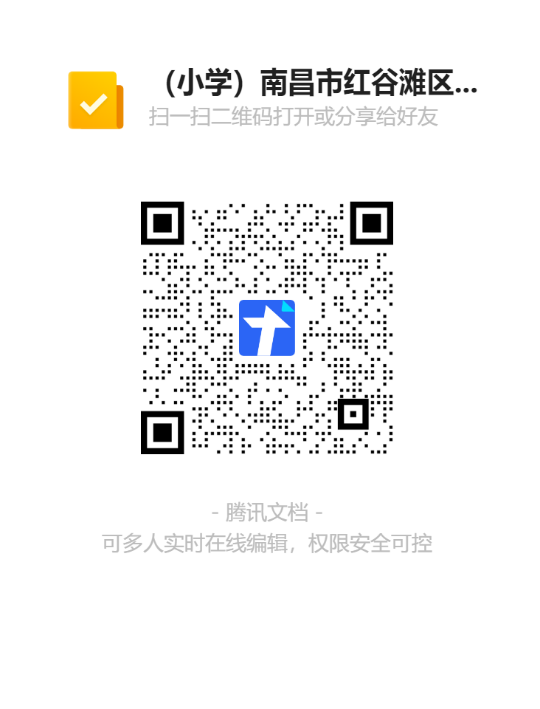 （小学）南昌市红谷滩区...
扫一扫二维码打开或分享给好友
- 腾讯文档 -
可多人实时在线编辑，权限安全可控